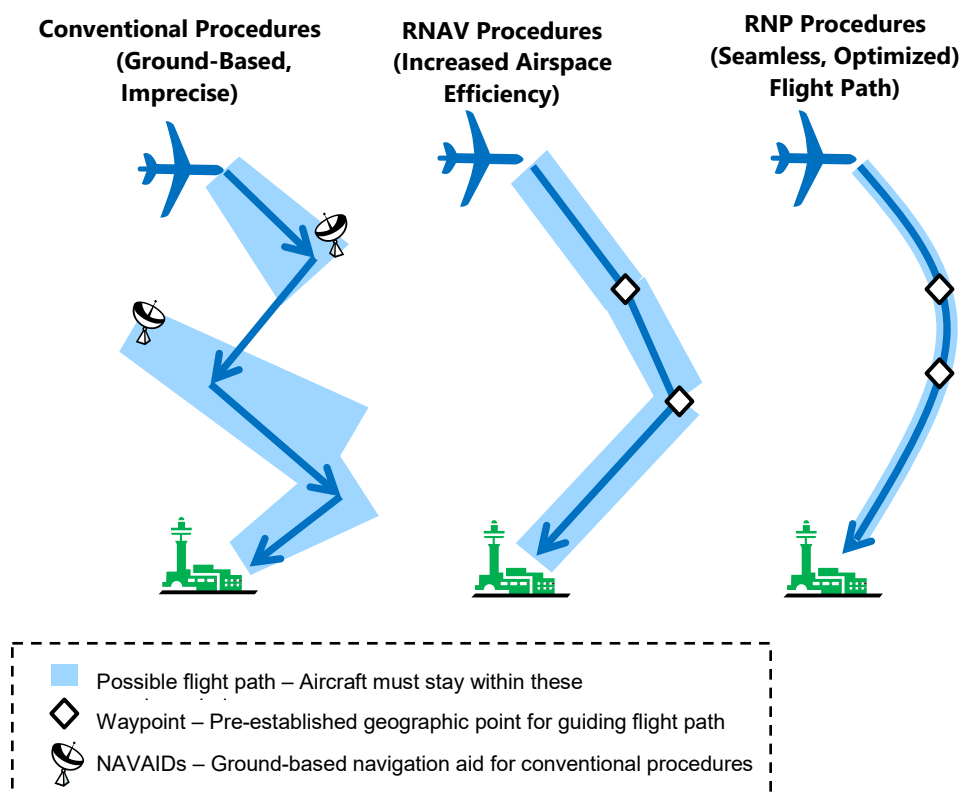 Conventional Procedures
(Ground-Based,
Imprecise)
RNAV Procedures
(Increased Airspace
Efficiency)
RNP Procedures
(Seamless, Optimized)
Flight Path)
Possible flight path – Aircraft must stay within these
Waypoint – Pre-established geographic point for guiding flight path
NAVAIDs – Ground-based navigation aid for conventional procedures